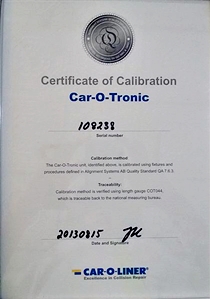 Certificate of Calibration
Car-O-Tronic
108238
Serial number
Calibration method
The Car-O-Tronic unit, identified above, is calibrated using fixtures and
procedures defined in Alignment Systems AB Quality Standard QA 7.6.3.
Traceability
Calibration method is verified using length gauge COT044,
which is traceable back to the national measuring bureau.
20130815
Date and Signature
CAR-O-LINER
Excellence in Collision Repair